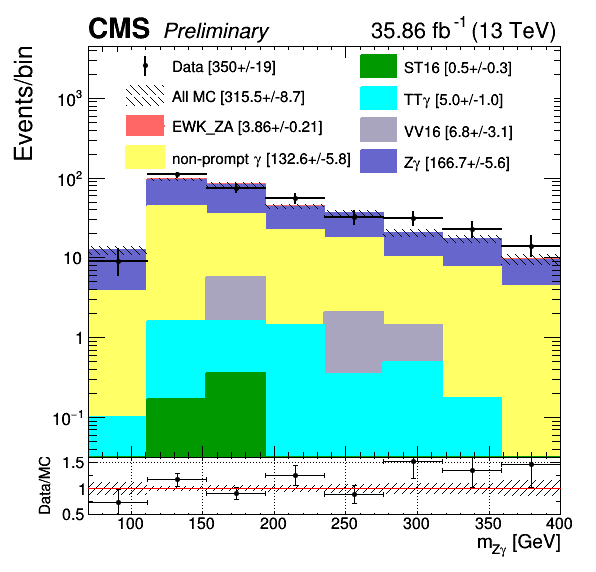 CMS Preliminary 35.86 fb⁻¹ (13 TeV)
Events/bin
Data [350+/-19]
All MC [315.5+/-8.7]
EWK_ZA [3.86+/-0.21]
non-prompt γ [132.6+/-5.8]
ST16 [0.5+/-0.3]
TTγ [5.0+/-1.0]
VV16 [6.8+/-3.1]
Zγ [166.7+/-5.6]
10³
10²
10
1
10⁻¹
Data/MC
1.5
1
0.5
100 150 200 250 300 350 400
m_Zγ [GeV]